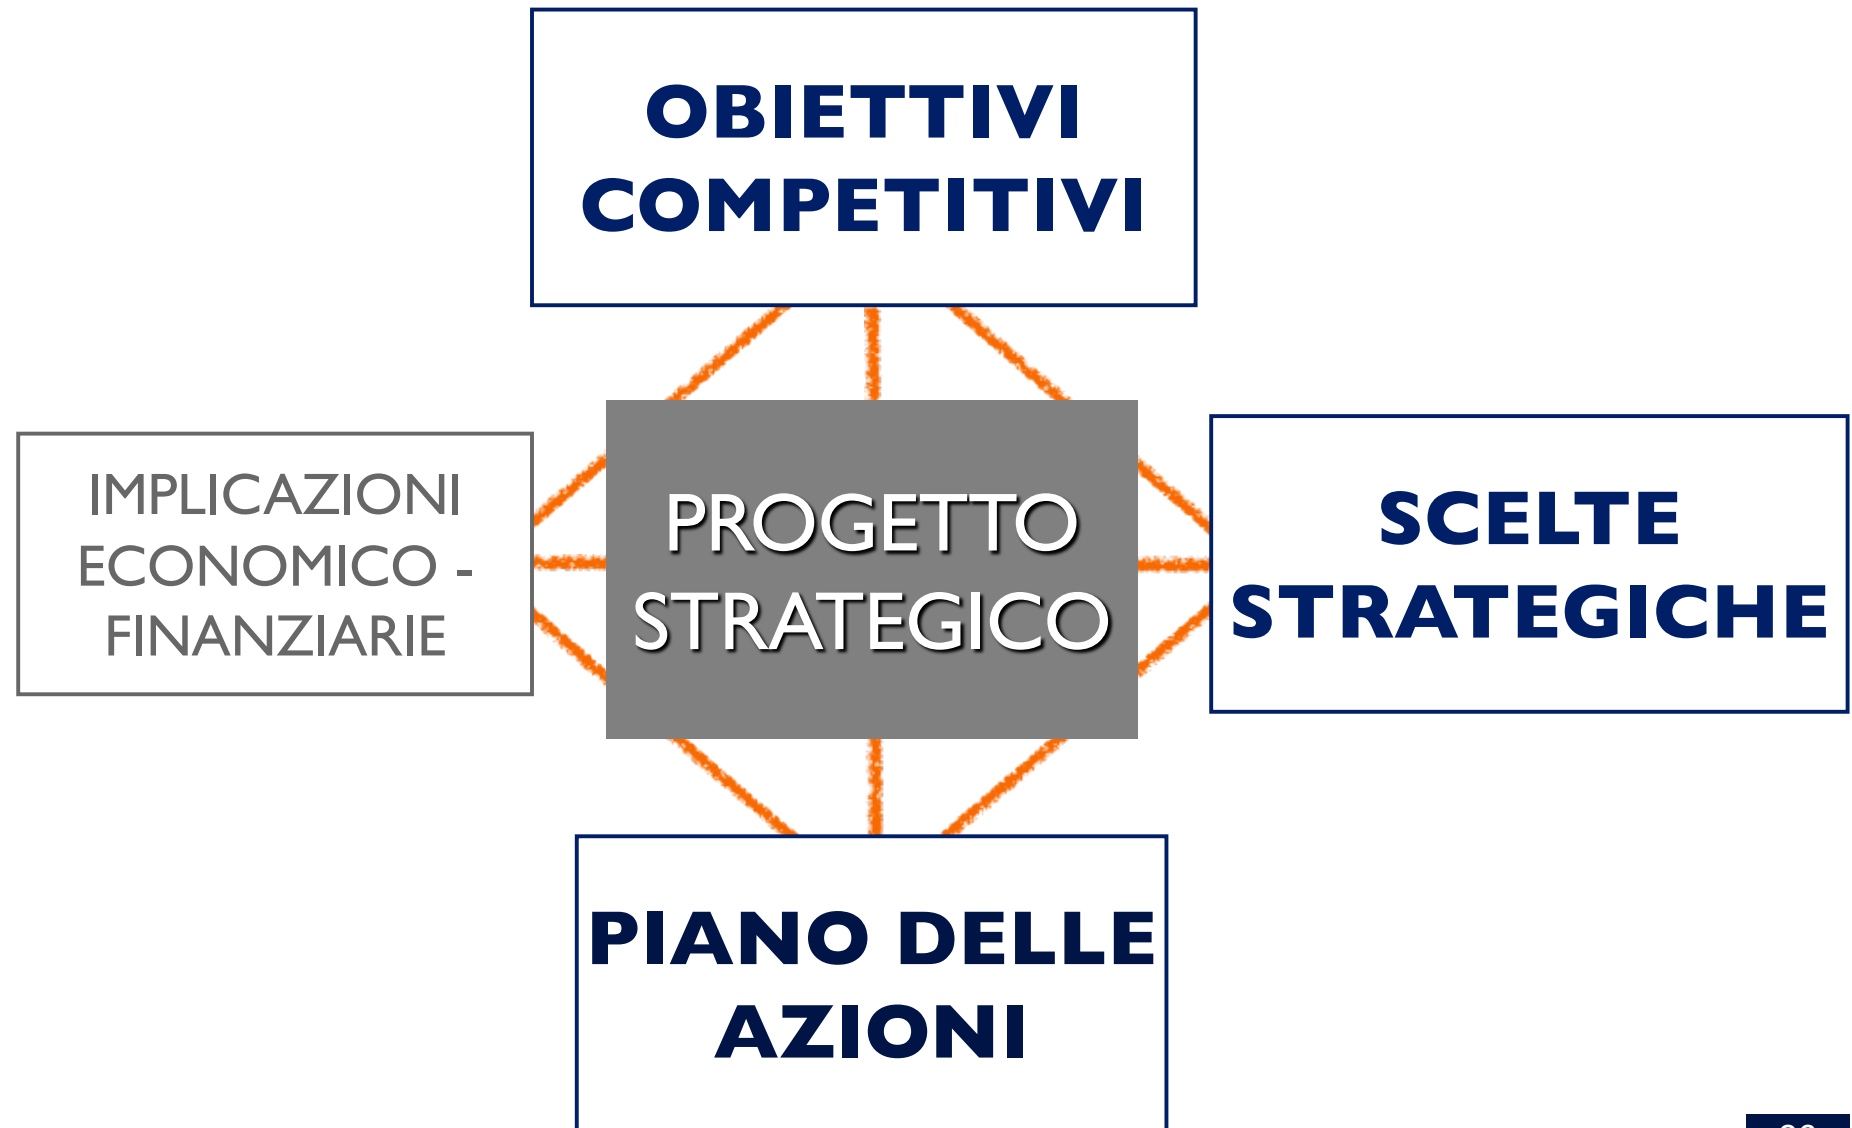 OBIETTIVI
COMPETITIVI
IMPLICAZIONI
ECONOMICO -
FINANZIARIE
PROGETTO
STRATEGICO
SCELTE
STRATEGICHE
PIANO DELLE
AZIONI